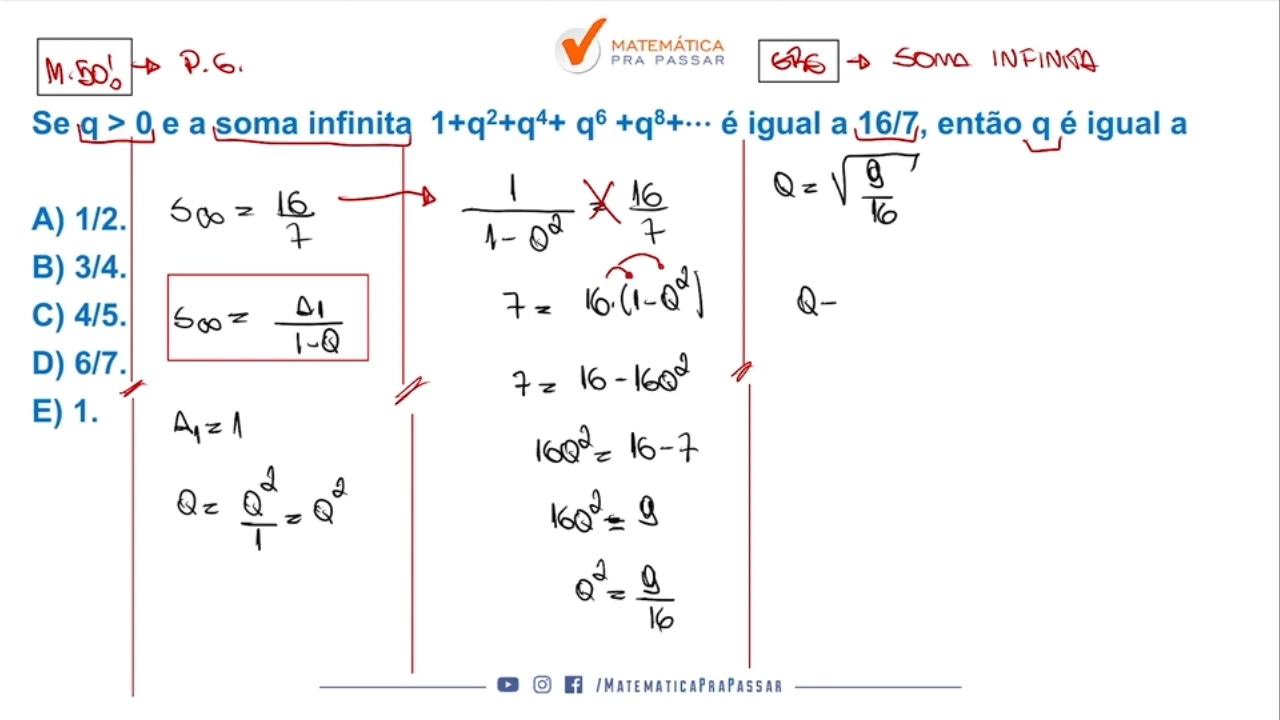 M.50! → P.G.
MATEMÁTICA
PRA PASSAR
→ SOMA INFINITA
Se q > 0 e a soma infinita 1+q²+q⁴+ q⁶ +q⁸+⋯ é igual a 16/7, então q é igual a
A) 1/2.
B) 3/4.
C) 4/5.
D) 6/7.
E) 1.
S∞ = 16/7
S∞ = A₁/(1-Q)
A₁ = 1
Q = Q²/1 = Q²
1/(1-Q²) = 16/7
7 = 16.(1-Q²)
7 = 16 - 16Q²
16Q² = 16 - 7
16Q² = 9
Q² = 9/16
Q = √(9/16)
Q -
/MATEMATICAPRAPASSAR